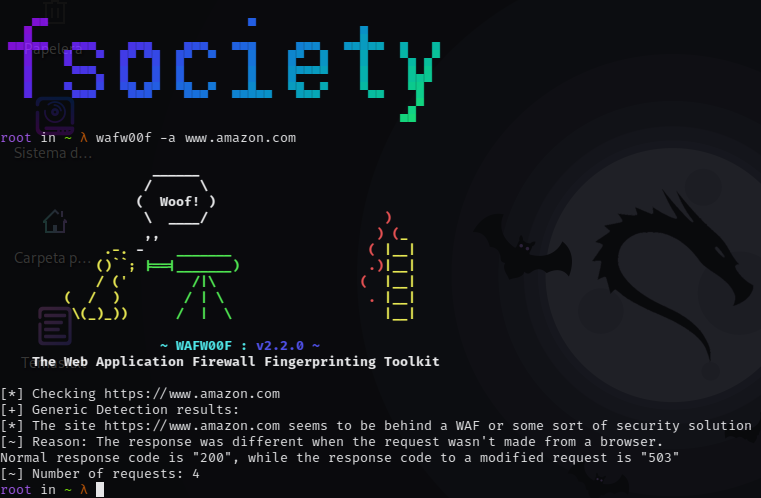 fsociety
Papelera
root in ~ λ wafw00f -a www.amazon.com
Sistema d...
( Woof! )
Carpeta p...
~ WAFW00F : v2.2.0 ~
The Web Application Firewall Fingerprinting Toolkit
[*] Checking https://www.amazon.com
[+] Generic Detection results:
[*] The site https://www.amazon.com seems to be behind a WAF or some sort of security solution
[~] Reason: The response was different when the request wasn't made from a browser.
Normal response code is "200", while the response code to a modified request is "503"
[~] Number of requests: 4
root in ~ λ